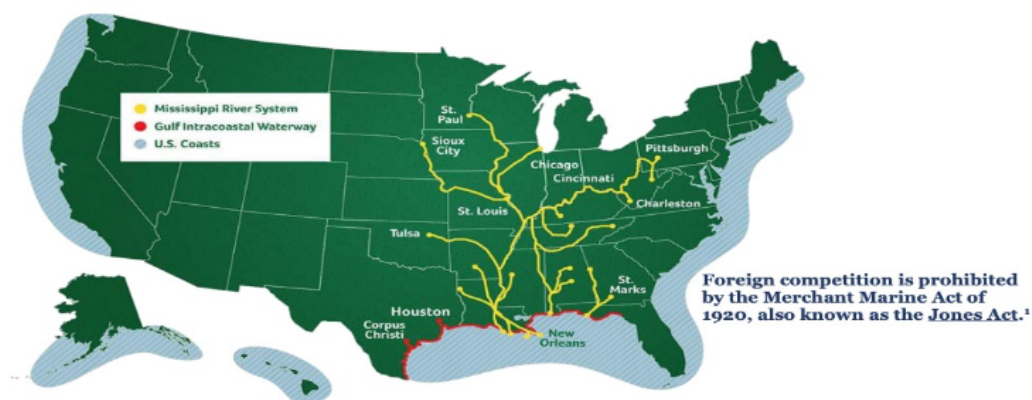 Mississippi River System
Gulf Intracoastal Waterway
U.S. Coasts
St.
Paul
Sioux
City
Chicago
Pittsburgh
Cincinnati
St. Louis
Charleston
Tulsa
St.
Marks
Houston
Corpus
Christi
New
Orleans
Foreign competition is prohibited
by the Merchant Marine Act of
1920, also known as the Jones Act.¹